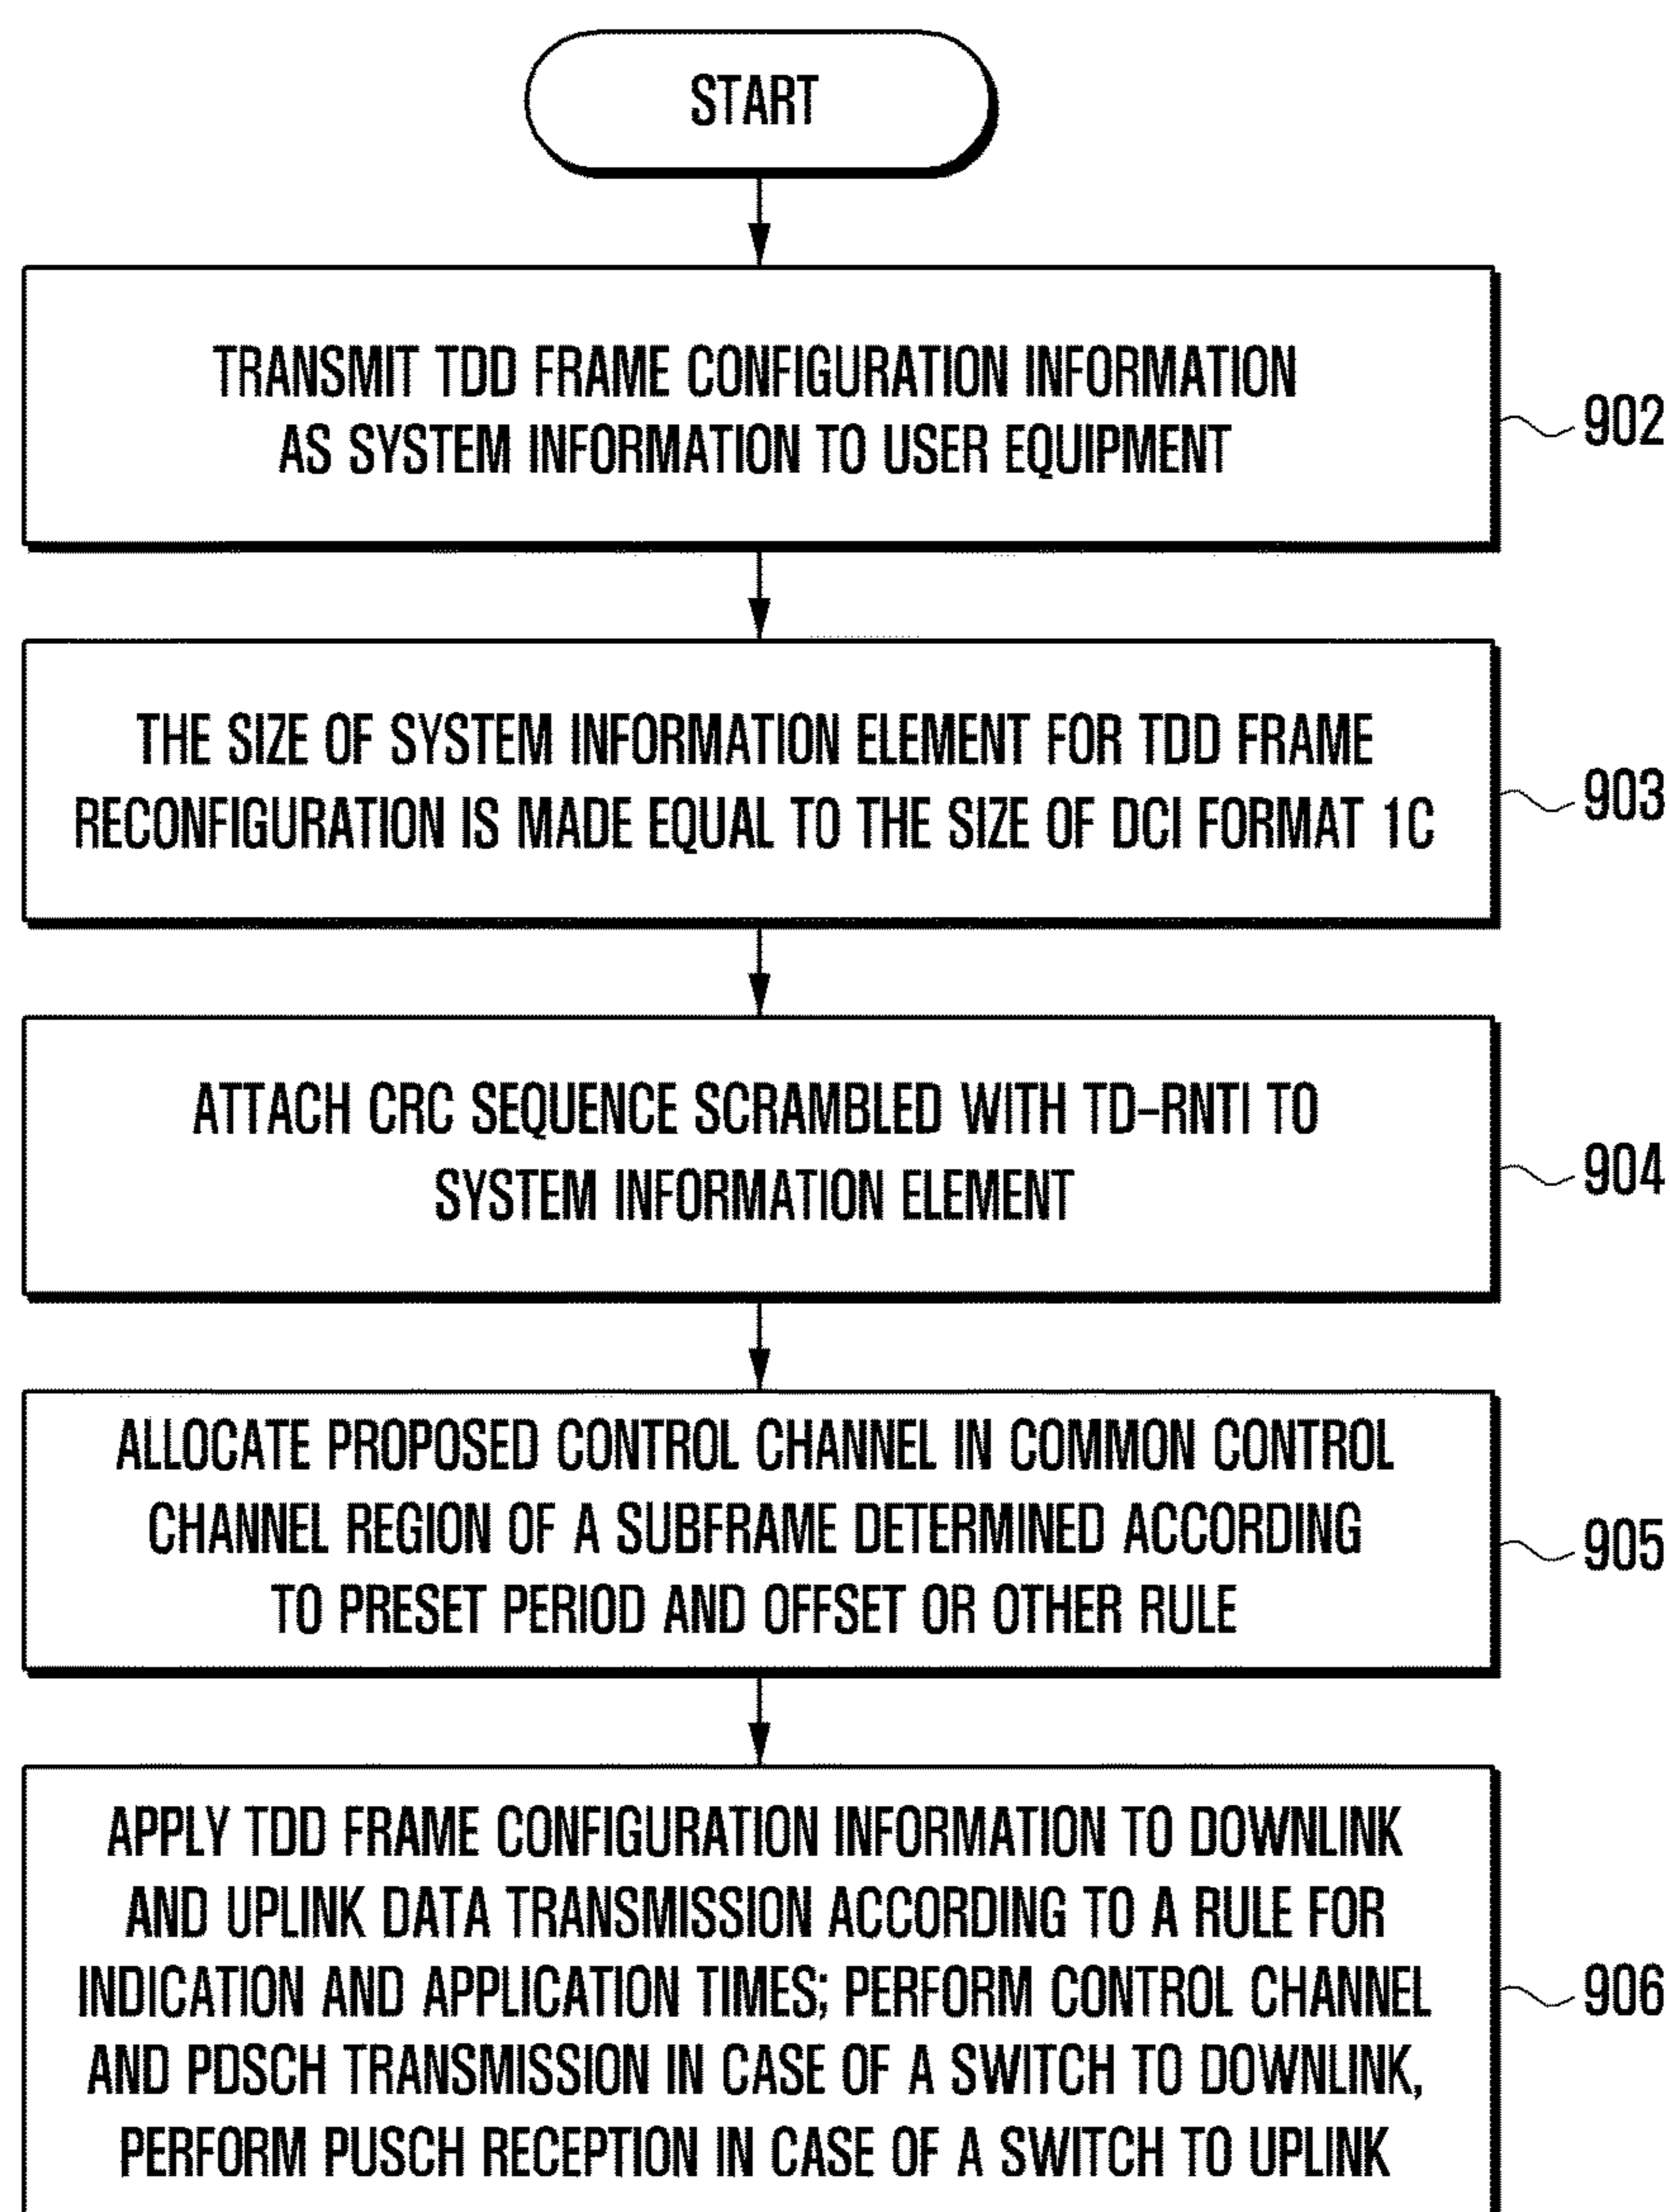 START
TRANSMIT TDD FRAME CONFIGURATION INFORMATION
AS SYSTEM INFORMATION TO USER EQUIPMENT
902
THE SIZE OF SYSTEM INFORMATION ELEMENT FOR TDD FRAME
RECONFIGURATION IS MADE EQUAL TO THE SIZE OF DCI FORMAT 1C
903
ATTACH CRC SEQUENCE SCRAMBLED WITH TD-RNTI TO
SYSTEM INFORMATION ELEMENT
904
ALLOCATE PROPOSED CONTROL CHANNEL IN COMMON CONTROL
CHANNEL REGION OF A SUBFRAME DETERMINED ACCORDING
TO PRESET PERIOD AND OFFSET OR OTHER RULE
905
APPLY TDD FRAME CONFIGURATION INFORMATION TO DOWNLINK
AND UPLINK DATA TRANSMISSION ACCORDING TO A RULE FOR
INDICATION AND APPLICATION TIMES; PERFORM CONTROL CHANNEL
AND PDSCH TRANSMISSION IN CASE OF A SWITCH TO DOWNLINK,
PERFORM PUSCH RECEPTION IN CASE OF A SWITCH TO UPLINK
906